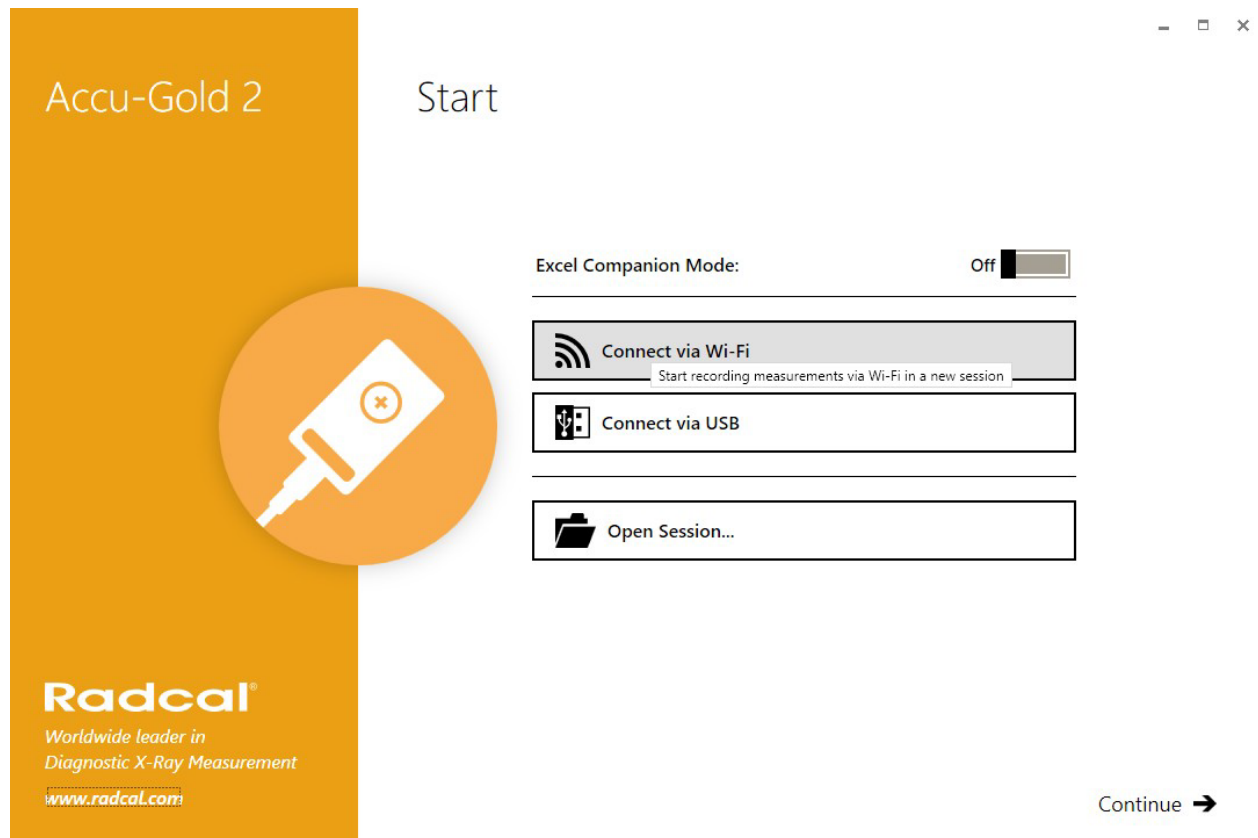 Accu-Gold 2
Start
Excel Companion Mode:
Off
Connect via Wi-Fi
Start recording measurements via Wi-Fi in a new session
Connect via USB
Open Session...
Radcal®
Worldwide leader in
Diagnostic X-Ray Measurement
www.radcal.com
Continue